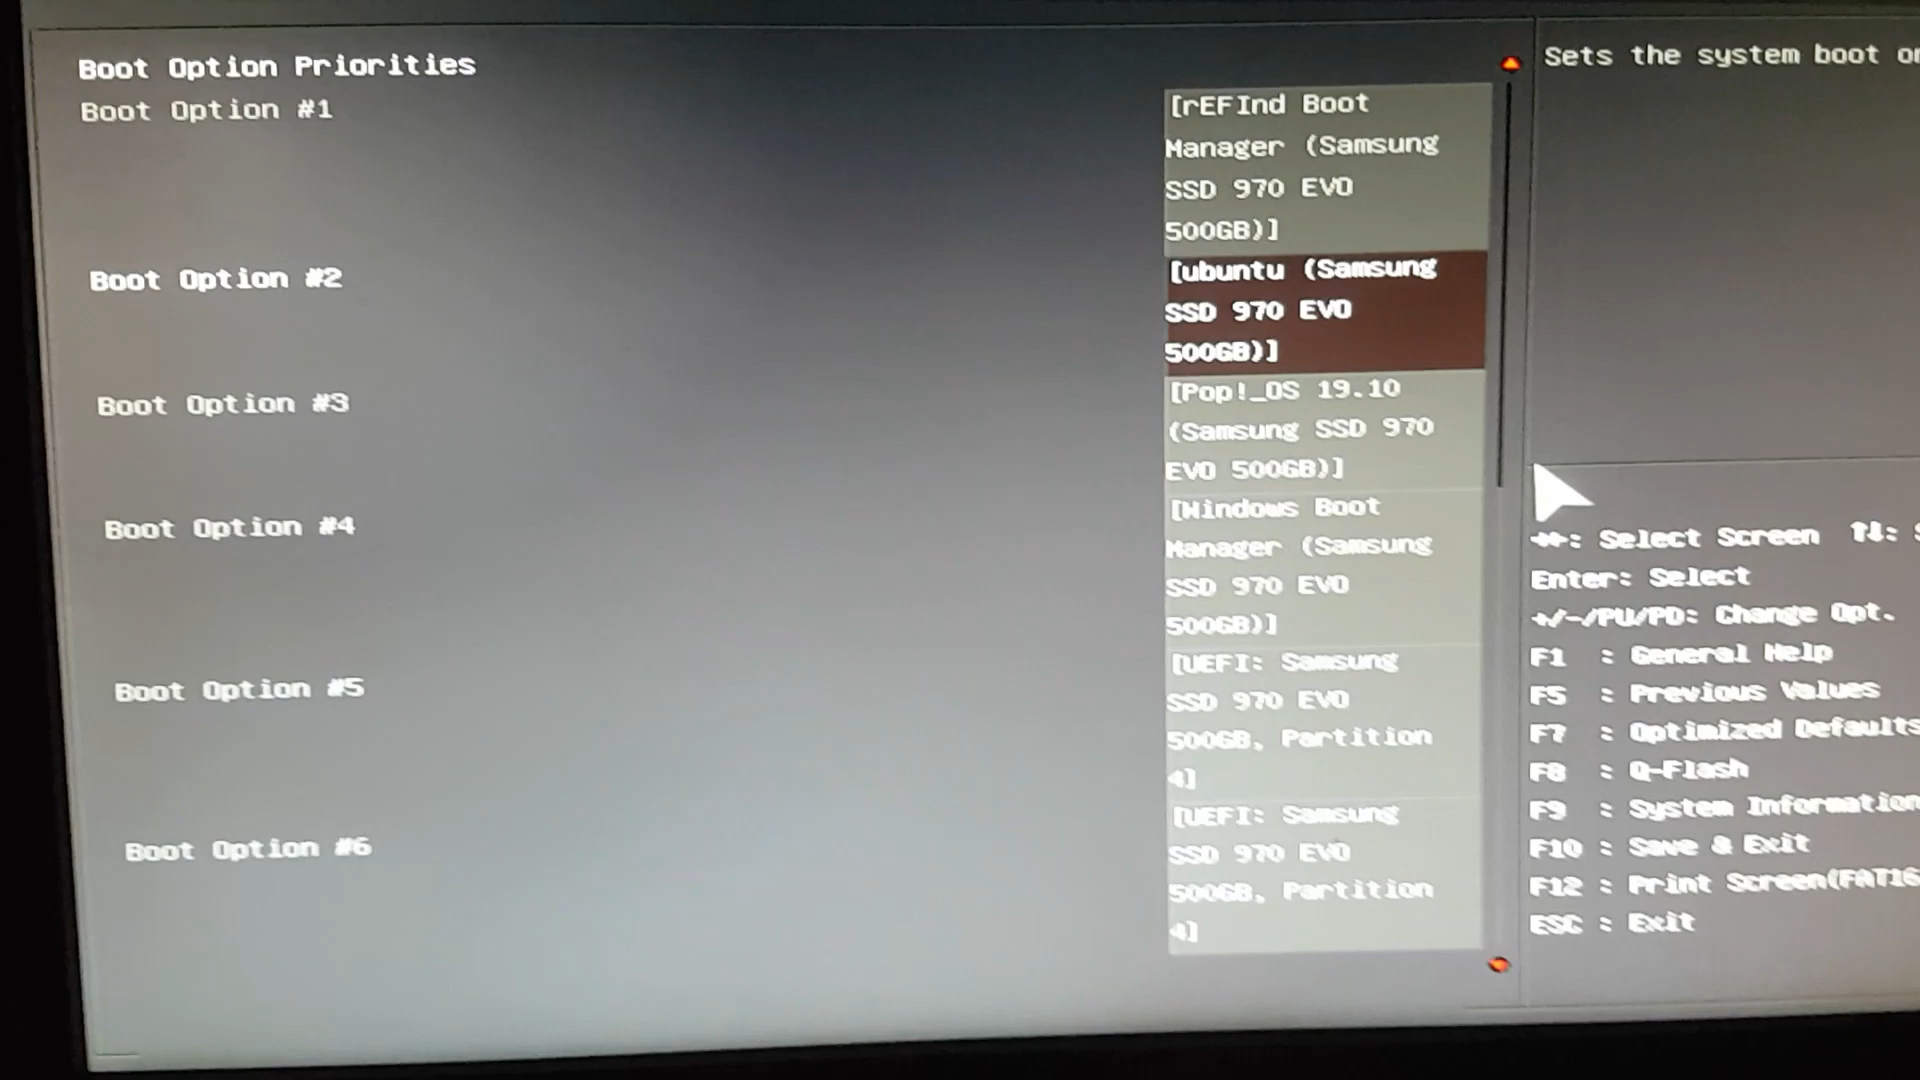 Boot Option Priorities
Boot Option #1
[rEFInd Boot
Manager (Samsung
SSD 970 EVO
500GB)]
Boot Option #2
[ubuntu (Samsung
SSD 970 EVO
500GB)]
Boot Option #3
[Pop!_OS 19.10
(Samsung SSD 970
EVO 500GB)]
Boot Option #4
[Windows Boot
Manager (Samsung
SSD 970 EVO
500GB)]
Boot Option #5
[UEFI: Samsung
SSD 970 EVO
500GB, Partition
4]
Boot Option #6
[UEFI: Samsung
SSD 970 EVO
500GB, Partition
4]
Sets the system boot
: Select Screen ↑↓:
Enter: Select
+/-/PU/PD: Change Opt.
F1 : General Help
F5 : Previous Values
F7 : Optimized Defaults
F8 : Q-Flash
F9 : System Information
F10 : Save & Exit
F12 : Print Screen(FAT16
ESC : Exit